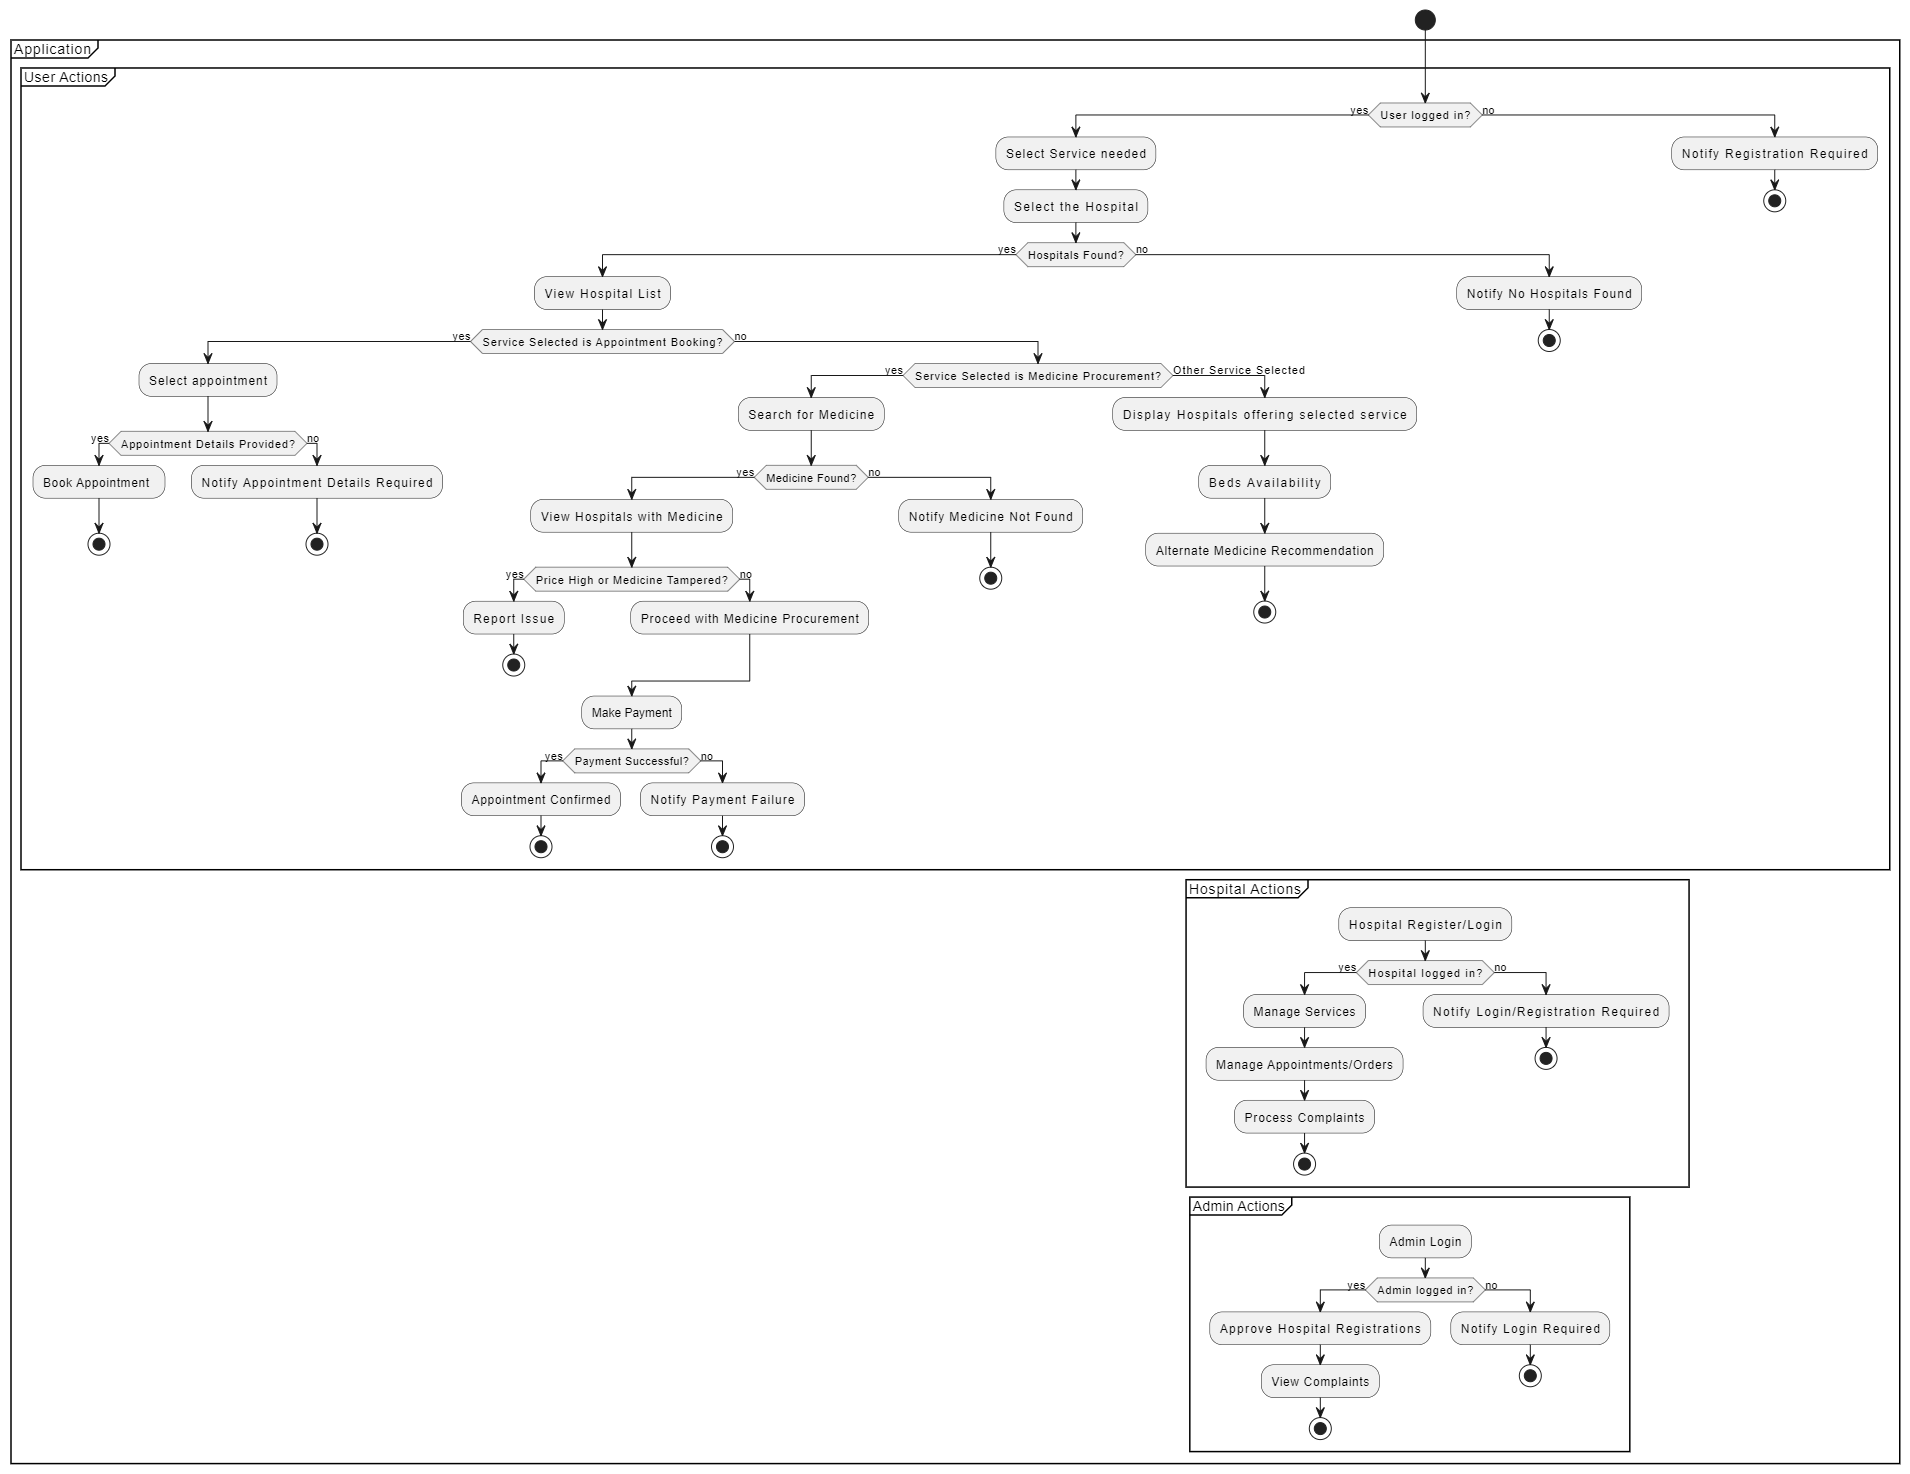 Application
User Actions
yes
User logged in?
no
Select Service needed
Notify Registration Required
Select the Hospital
yes
Hospitals Found?
no
View Hospital List
Notify No Hospitals Found
yes
Service Selected is Appointment Booking?
no
Select appointment
yes
Service Selected is Medicine Procurement?
Other Service Selected
Search for Medicine
Display Hospitals offering selected service
yes
Appointment Details Provided?
no
Book Appointment
Notify Appointment Details Required
yes
Medicine Found?
no
Beds Availability
View Hospitals with Medicine
Notify Medicine Not Found
Alternate Medicine Recommendation
yes
Price High or Medicine Tampered?
no
Report Issue
Proceed with Medicine Procurement
Make Payment
yes
Payment Successful?
no
Appointment Confirmed
Notify Payment Failure
Hospital Actions
Hospital Register/Login
yes
Hospital logged in?
no
Manage Services
Notify Login/Registration Required
Manage Appointments/Orders
Process Complaints
Admin Actions
Admin Login
yes
Admin logged in?
no
Approve Hospital Registrations
Notify Login Required
View Complaints